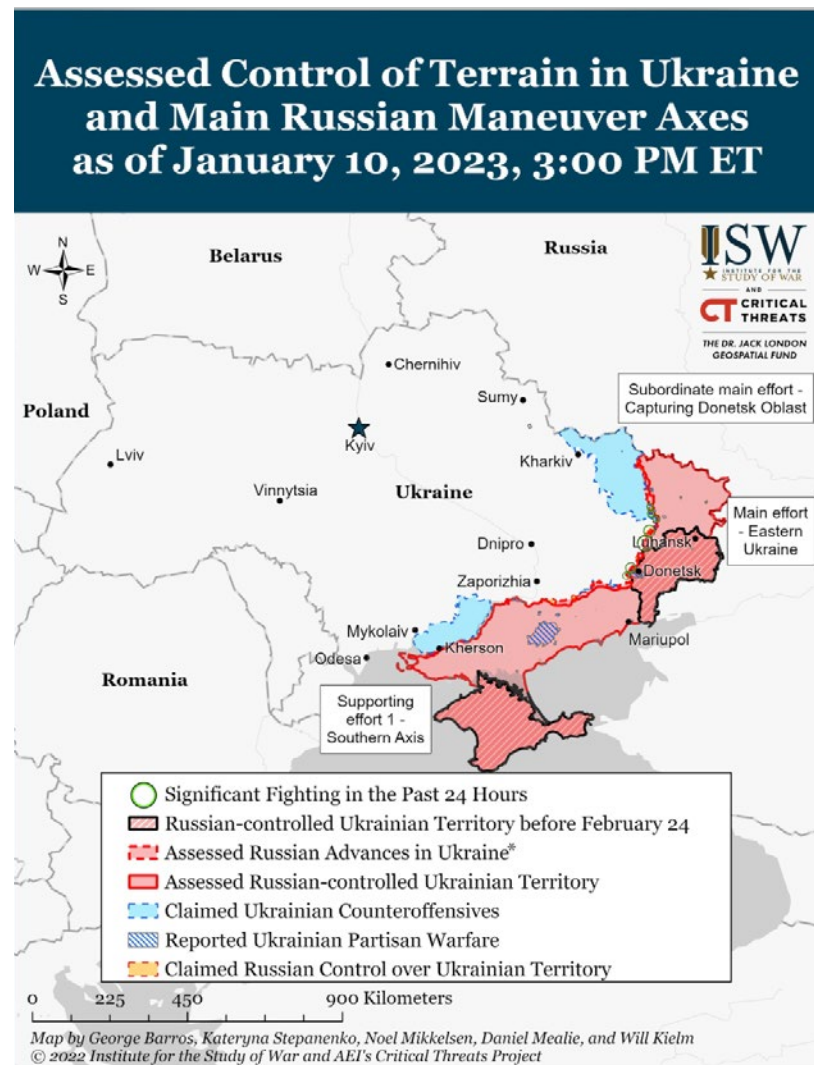 Assessed Control of Terrain in Ukraine
and Main Russian Maneuver Axes
as of January 10, 2023, 3:00 PM ET
N
W E
S
Belarus
Russia
ISW
INSTITUTE FOR THE
STUDY OF WAR
AND
CT CRITICAL
THREATS
THE DR. JACK LONDON
GEOSPATIAL FUND
Chernihiv
Subordinate main effort -
Capturing Donetsk Oblast
Sumy
Poland
Kyiv
Lviv
Kharkiv
Vinnytsia
Ukraine
Main effort
- Eastern
Ukraine
Dnipro
Luhansk
Donetsk
Zaporizhia
Mykolaiv
Mariupol
Kherson
Odesa
Romania
Supporting
effort 1 -
Southern Axis
Significant Fighting in the Past 24 Hours
Russian-controlled Ukrainian Territory before February 24
Assessed Russian Advances in Ukraine*
Assessed Russian-controlled Ukrainian Territory
Claimed Ukrainian Counteroffensives
Reported Ukrainian Partisan Warfare
Claimed Russian Control over Ukrainian Territory
0 225 450 900 Kilometers
Map by George Barros, Kateryna Stepanenko, Noel Mikkelsen, Daniel Mealie, and Will Kielm
© 2022 Institute for the Study of War and AEI's Critical Threats Project